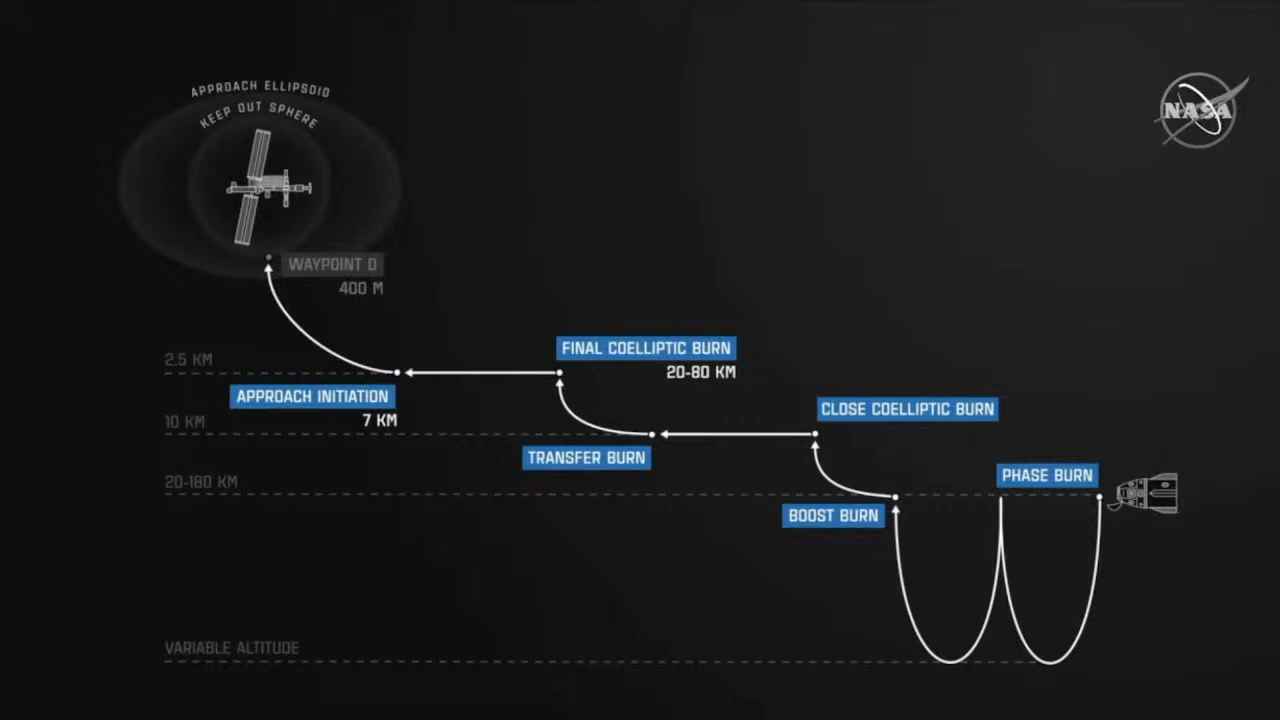 APPROACH ELLIPSOID
KEEP OUT SPHERE
NASA
WAYPOINT 0
400 M
FINAL COELLIPTIC BURN
20-80 KM
2.5 KM
APPROACH INITIATION
7 KM
CLOSE COELLIPTIC BURN
10 KM
TRANSFER BURN
PHASE BURN
20-180 KM
BOOST BURN
VARIABLE ALTITUDE